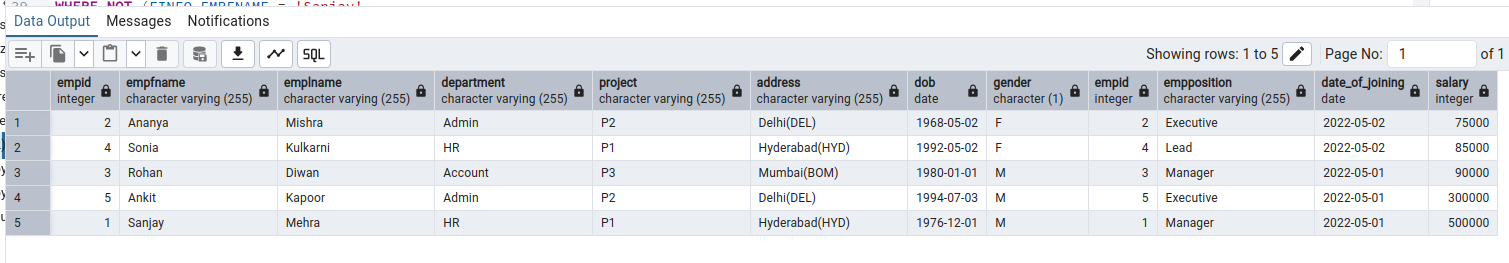 WHERE NOT (EINFO.EMPFNAME = 'Sanjay'
Data Output Messages Notifications
SQL Showing rows: 1 to 5 Page No: 1 of 1
empid integer empfname character varying (255) emplname character varying (255) department character varying (255) project character varying (255) address character varying (255) dob date gender character (1) empid integer empposition character varying (255) date_of_joining date salary integer
1 2 Ananya Mishra Admin P2 Delhi(DEL) 1968-05-02 F 2 Executive 2022-05-02 75000
2 4 Sonia Kulkarni HR P1 Hyderabad(HYD) 1992-05-02 F 4 Lead 2022-05-02 85000
3 3 Rohan Diwan Account P3 Mumbai(BOM) 1980-01-01 M 3 Manager 2022-05-01 90000
4 5 Ankit Kapoor Admin P2 Delhi(DEL) 1994-07-03 M 5 Executive 2022-05-01 300000
5 1 Sanjay Mehra HR P1 Hyderabad(HYD) 1976-12-01 M 1 Manager 2022-05-01 500000